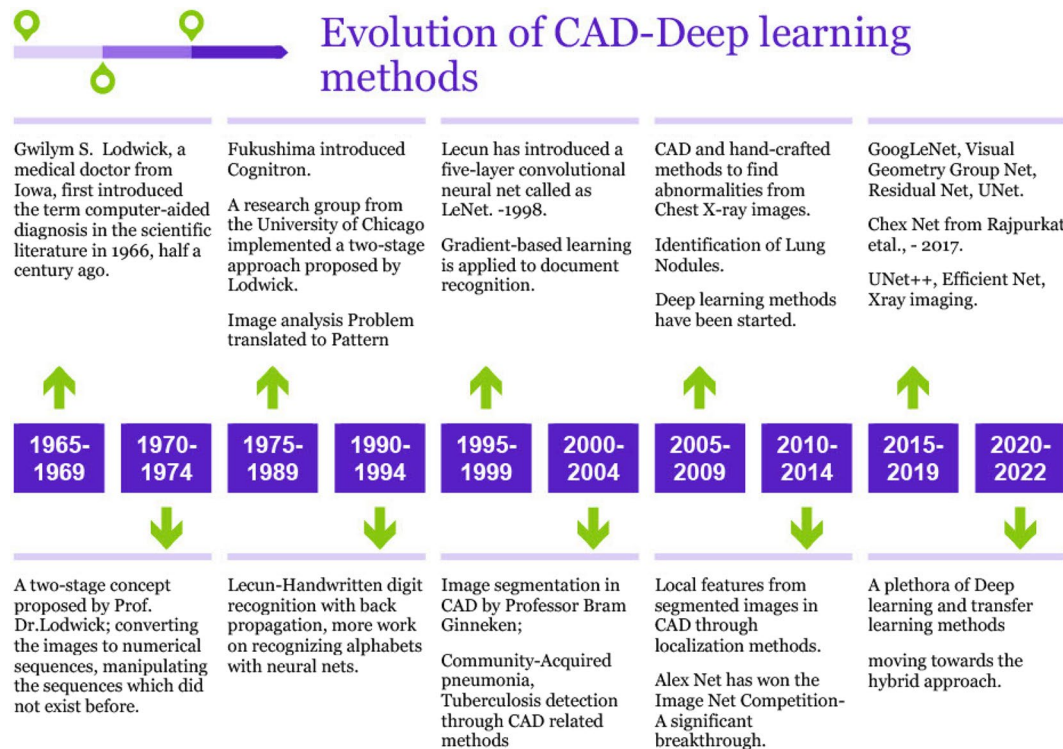 Evolution of CAD-Deep learning
methods
Gwilym S. Lodwick, a
medical doctor from
Iowa, first introduced
the term computer-aided
diagnosis in the scientific
literature in 1966, half a
century ago.
Fukushima introduced
Cognitron.
A research group from
the University of Chicago
implemented a two-stage
approach proposed by
Lodwick.
Image analysis Problem
translated to Pattern
Lecun has introduced a
five-layer convolutional
neural net called as
LeNet. -1998.
Gradient-based learning
is applied to document
recognition.
CAD and hand-crafted
methods to find
abnormalities from
Chest X-ray images.
Identification of Lung
Nodules.
Deep learning methods
have been started.
GoogLeNet, Visual
Geometry Group Net,
Residual Net, UNet.
Chex Net from Rajpurkat
etal., - 2017.
UNet++, Efficient Net,
Xray imaging.
1965-
1969
1970-
1974
1975-
1989
1990-
1994
1995-
1999
2000-
2004
2005-
2009
2010-
2014
2015-
2019
2020-
2022
A two-stage concept
proposed by Prof.
Dr.Lodwick; converting
the images to numerical
sequences, manipulating
the sequences which did
not exist before.
Lecun-Handwritten digit
recognition with back
propagation, more work
on recognizing alphabets
with neural nets.
Image segmentation in
CAD by Professor Bram
Ginneken;
Community-Acquired
pneumonia,
Tuberculosis detection
through CAD related
methods
Local features from
segmented images in
CAD through
localization methods.
Alex Net has won the
Image Net Competition-
A significant
breakthrough.
A plethora of Deep
learning and transfer
learning methods
moving towards the
hybrid approach.